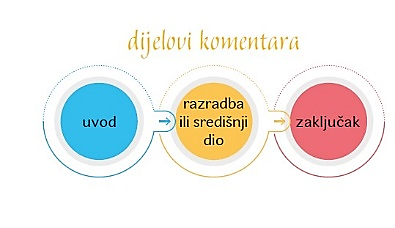 dijelovi komentara
uvod
razradba
ili središnji
dio
zaključak